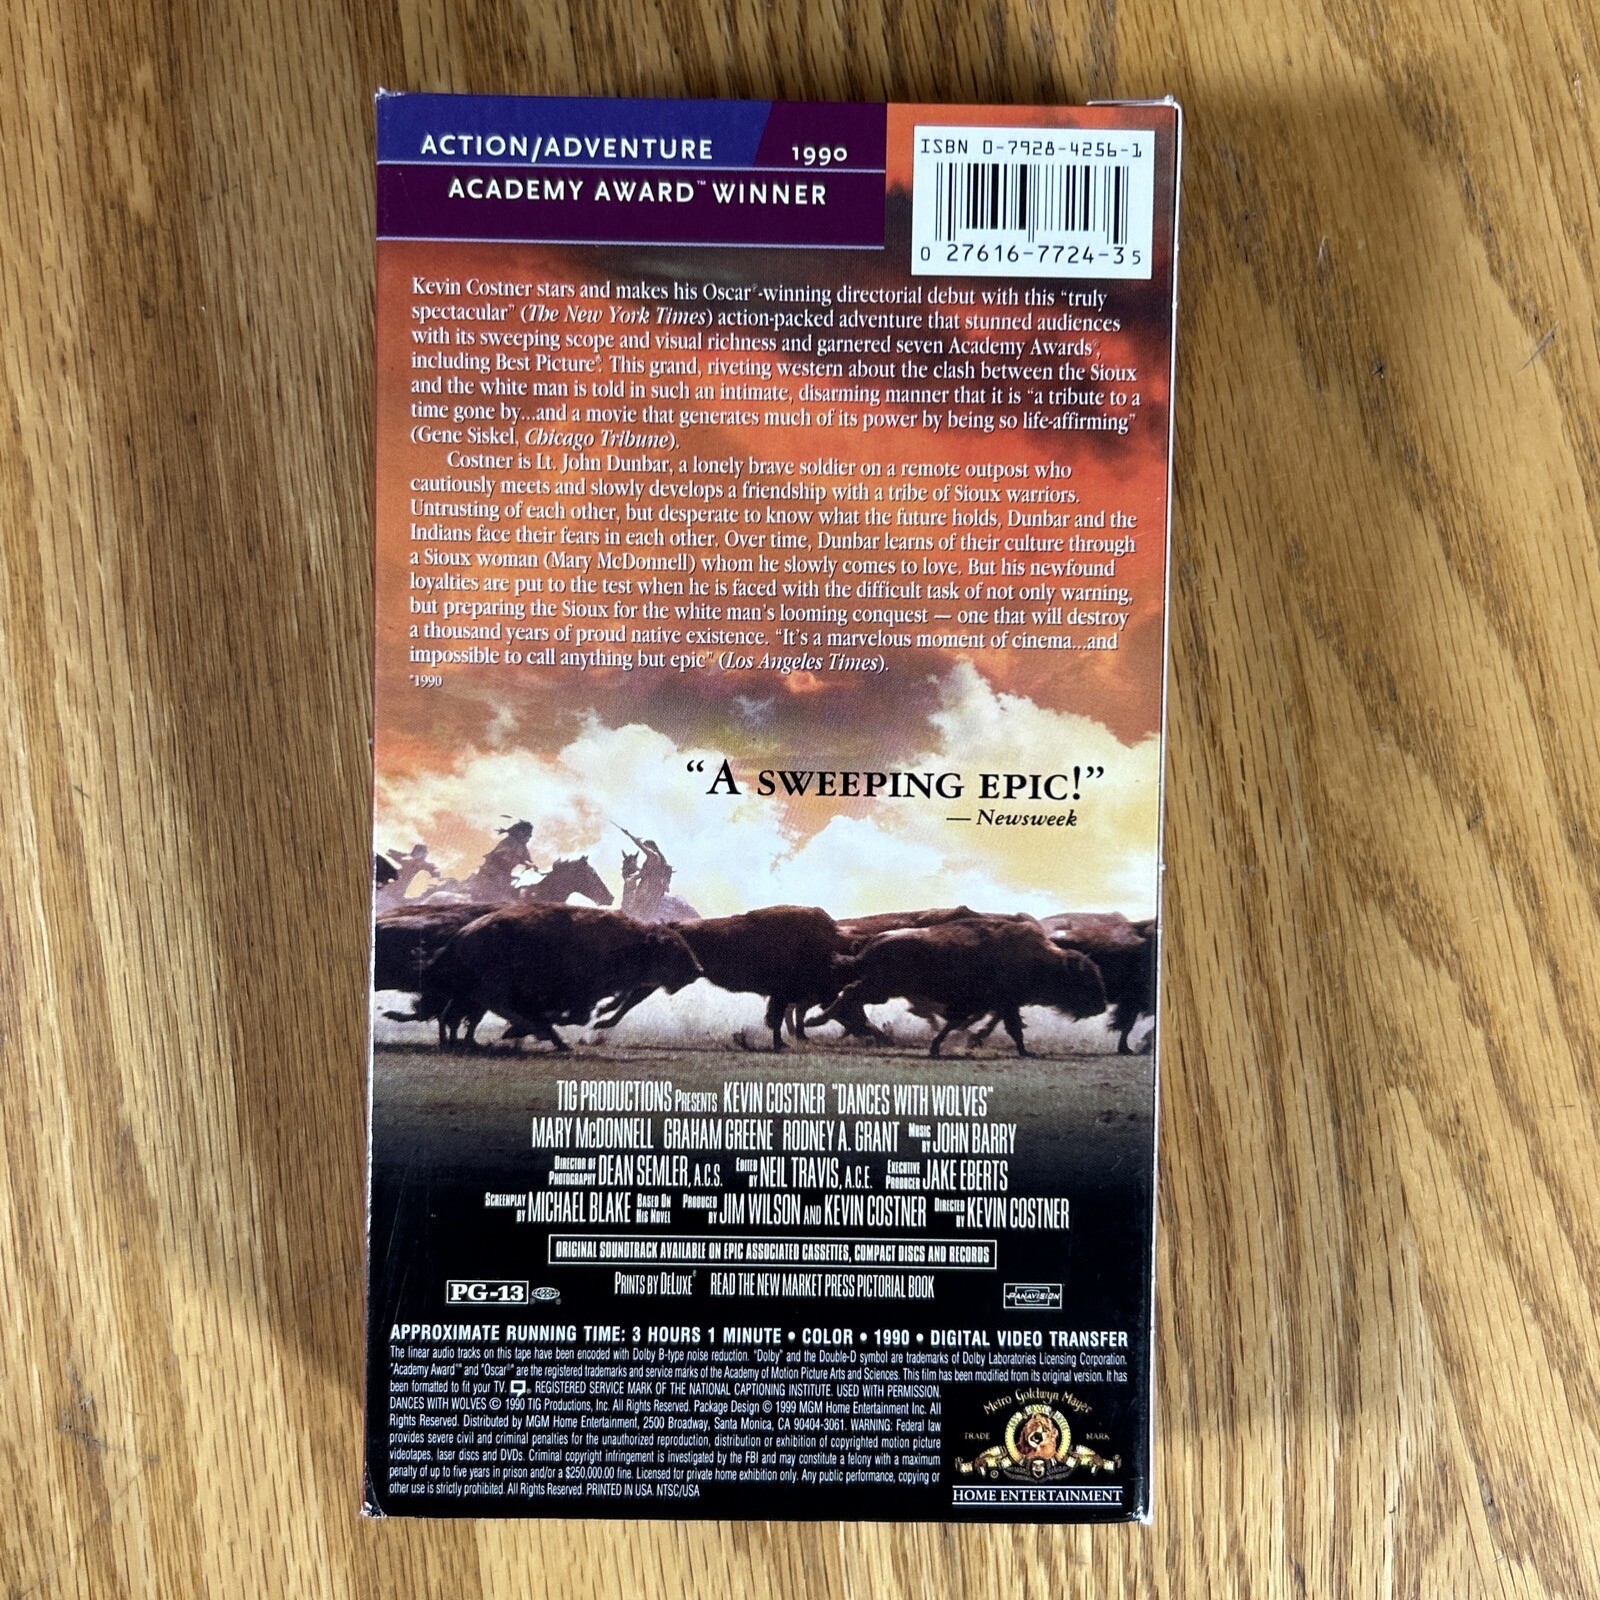 ACTION/ADVENTURE 1990
ACADEMY AWARD™ WINNER
ISBN 0-7928-4256-1
0 27616-7724-3 5
Kevin Costner stars and makes his Oscar®-winning directorial debut with this "truly
spectacular" (The New York Times) action-packed adventure that stunned audiences
with its sweeping scope and visual richness and garnered seven Academy Awards®,
including Best Picture*. This grand, riveting western about the clash between the Sioux
and the white man is told in such an intimate, disarming manner that it is "a tribute to a
time gone by...and a movie that generates much of its power by being so life-affirming"
(Gene Siskel, Chicago Tribune).
Costner is Lt. John Dunbar, a lonely brave soldier on a remote outpost who
cautiously meets and slowly develops a friendship with a tribe of Sioux warriors.
Untrusting of each other, but desperate to know what the future holds, Dunbar and the
Indians face their fears in each other. Over time, Dunbar learns of their culture through
a Sioux woman (Mary McDonnell) whom he slowly comes to love. But his newfound
loyalties are put to the test when he is faced with the difficult task of not only warning,
but preparing the Sioux for the white man's looming conquest — one that will destroy
a thousand years of proud native existence. "It's a marvelous moment of cinema...and
impossible to call anything but epic" (Los Angeles Times).
*1990
"A SWEEPING EPIC!"
— Newsweek
TIG PRODUCTIONS PRESENTS KEVIN COSTNER "DANCES WITH WOLVES"
MARY McDONNELL GRAHAM GREENE RODNEY A. GRANT MUSIC BY JOHN BARRY
DIRECTOR OF PHOTOGRAPHY DEAN SEMLER, A.C.S. EDITED BY NEIL TRAVIS, A.C.E. EXECUTIVE PRODUCER JAKE EBERTS
SCREENPLAY BY MICHAEL BLAKE BASED ON HIS NOVEL PRODUCED BY JIM WILSON AND KEVIN COSTNER DIRECTED BY KEVIN COSTNER
ORIGINAL SOUNDTRACK AVAILABLE ON EPIC ASSOCIATED CASSETTES, COMPACT DISCS AND RECORDS
PG-13 PRINTS BY DELUXE® READ THE NEW MARKET PRESS PICTORIAL BOOK PANAVISION
APPROXIMATE RUNNING TIME: 3 HOURS 1 MINUTE • COLOR • 1990 • DIGITAL VIDEO TRANSFER
The linear audio tracks on this tape have been encoded with Dolby B-type noise reduction. "Dolby" and the Double-D symbol are trademarks of Dolby Laboratories Licensing Corporation.
"Academy Award®" and "Oscar®" are the registered trademarks and service marks of the Academy of Motion Picture Arts and Sciences. This film has been modified from its original version. It has
been formatted to fit your TV. ®, REGISTERED SERVICE MARK OF THE NATIONAL CAPTIONING INSTITUTE. USED WITH PERMISSION.
DANCES WITH WOLVES © 1990 TIG Productions, Inc. All Rights Reserved. Package Design © 1999 MGM Home Entertainment Inc. All
Rights Reserved. Distributed by MGM Home Entertainment, 2500 Broadway, Santa Monica, CA 90404-3061. WARNING: Federal law
provides severe civil and criminal penalties for the unauthorized reproduction, distribution or exhibition of copyrighted motion picture
videotapes, laser discs and DVDs. Criminal copyright infringement is investigated by the FBI and may constitute a felony with a maximum
penalty of up to five years in prison and/or a $250,000.00 fine. Licensed for private home exhibition only. Any public performance, copying or
other use is strictly prohibited. All Rights Reserved. PRINTED IN USA. NTSC/USA
Metro Goldwyn Mayer
TRADE MARK
HOME ENTERTAINMENT